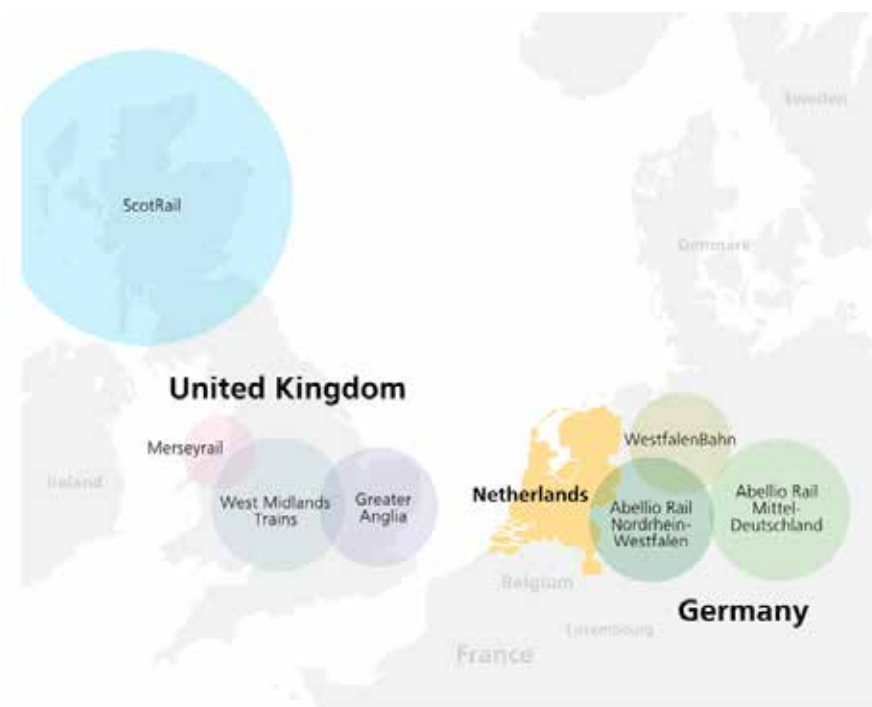 Sweden
ScotRail
Denmark
United Kingdom
Merseyrail
WestfalenBahn
Ireland
West Midlands
Trains
Greater
Anglia
Netherlands
Abellio Rail
Nordrhein-
Westfalen
Abellio Rail
Mittel-
Deutschland
Belgium
Germany
Luxembourg
France